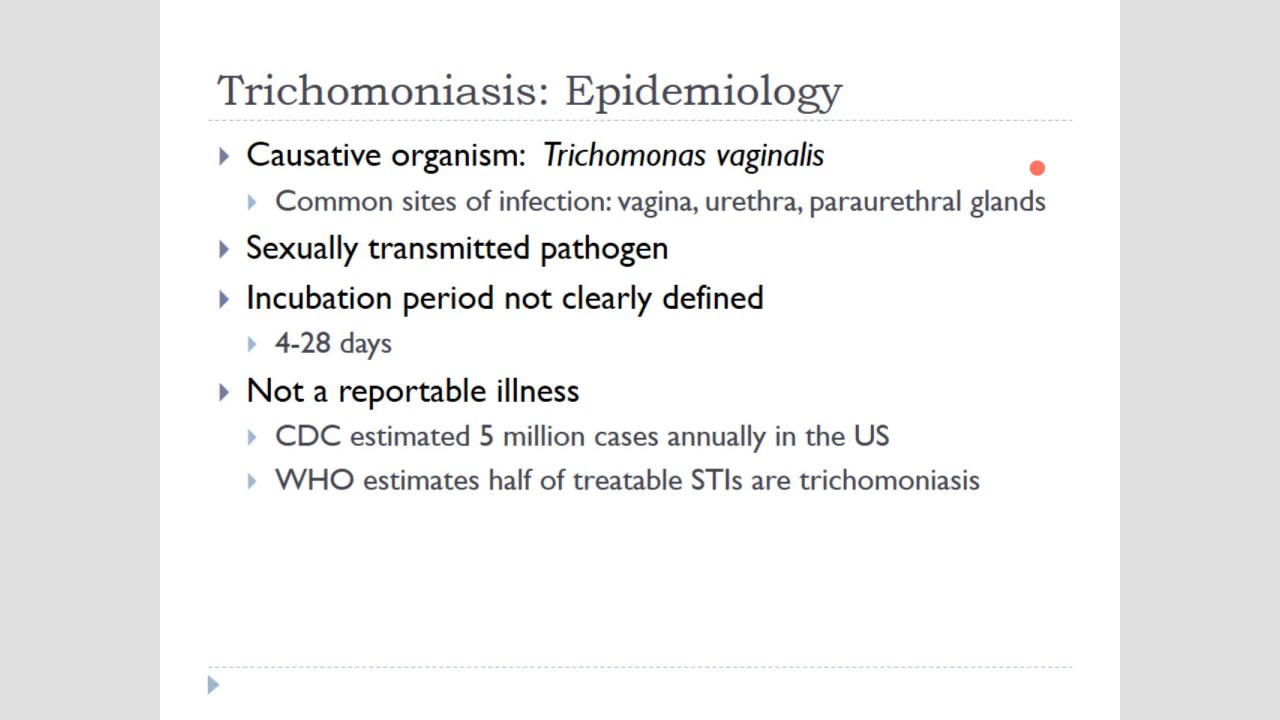 Trichomoniasis: Epidemiology
Causative organism: Trichomonas vaginalis
Common sites of infection: vagina, urethra, paraurethral glands
Sexually transmitted pathogen
Incubation period not clearly defined
4-28 days
Not a reportable illness
CDC estimated 5 million cases annually in the US
WHO estimates half of treatable STIs are trichomoniasis